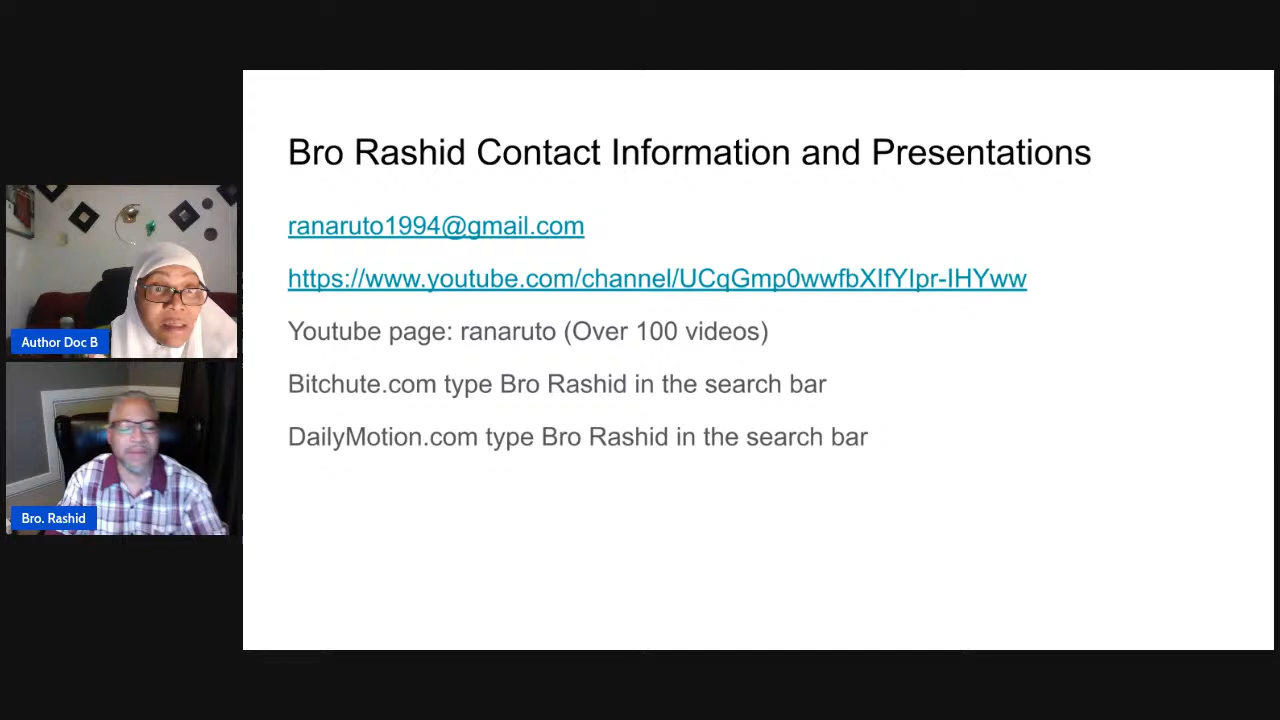 Bro Rashid Contact Information and Presentations
ranaruto1994@gmail.com
https://www.youtube.com/channel/UCqGmp0wwfbXIfYIpr-IHYww
Youtube page: ranaruto (Over 100 videos)
Bitchute.com type Bro Rashid in the search bar
DailyMotion.com type Bro Rashid in the search bar
Author Doc B
Bro. Rashid